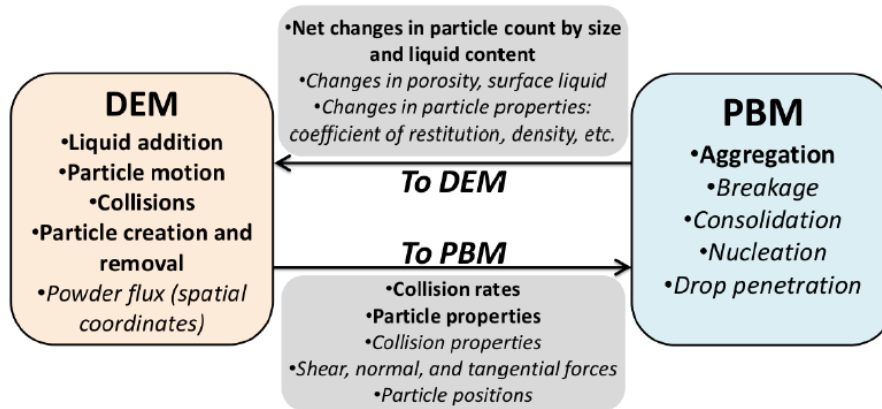 •Net changes in particle count by size
and liquid content
•Changes in porosity, surface liquid
•Changes in particle properties:
coefficient of restitution, density, etc.
DEM
•Liquid addition
•Particle motion
•Collisions
•Particle creation and
removal
•Powder flux (spatial
coordinates)
To DEM
To PBM
PBM
•Aggregation
•Breakage
•Consolidation
•Nucleation
•Drop penetration
•Collision rates
•Particle properties
•Collision properties
•Shear, normal, and tangential forces
•Particle positions